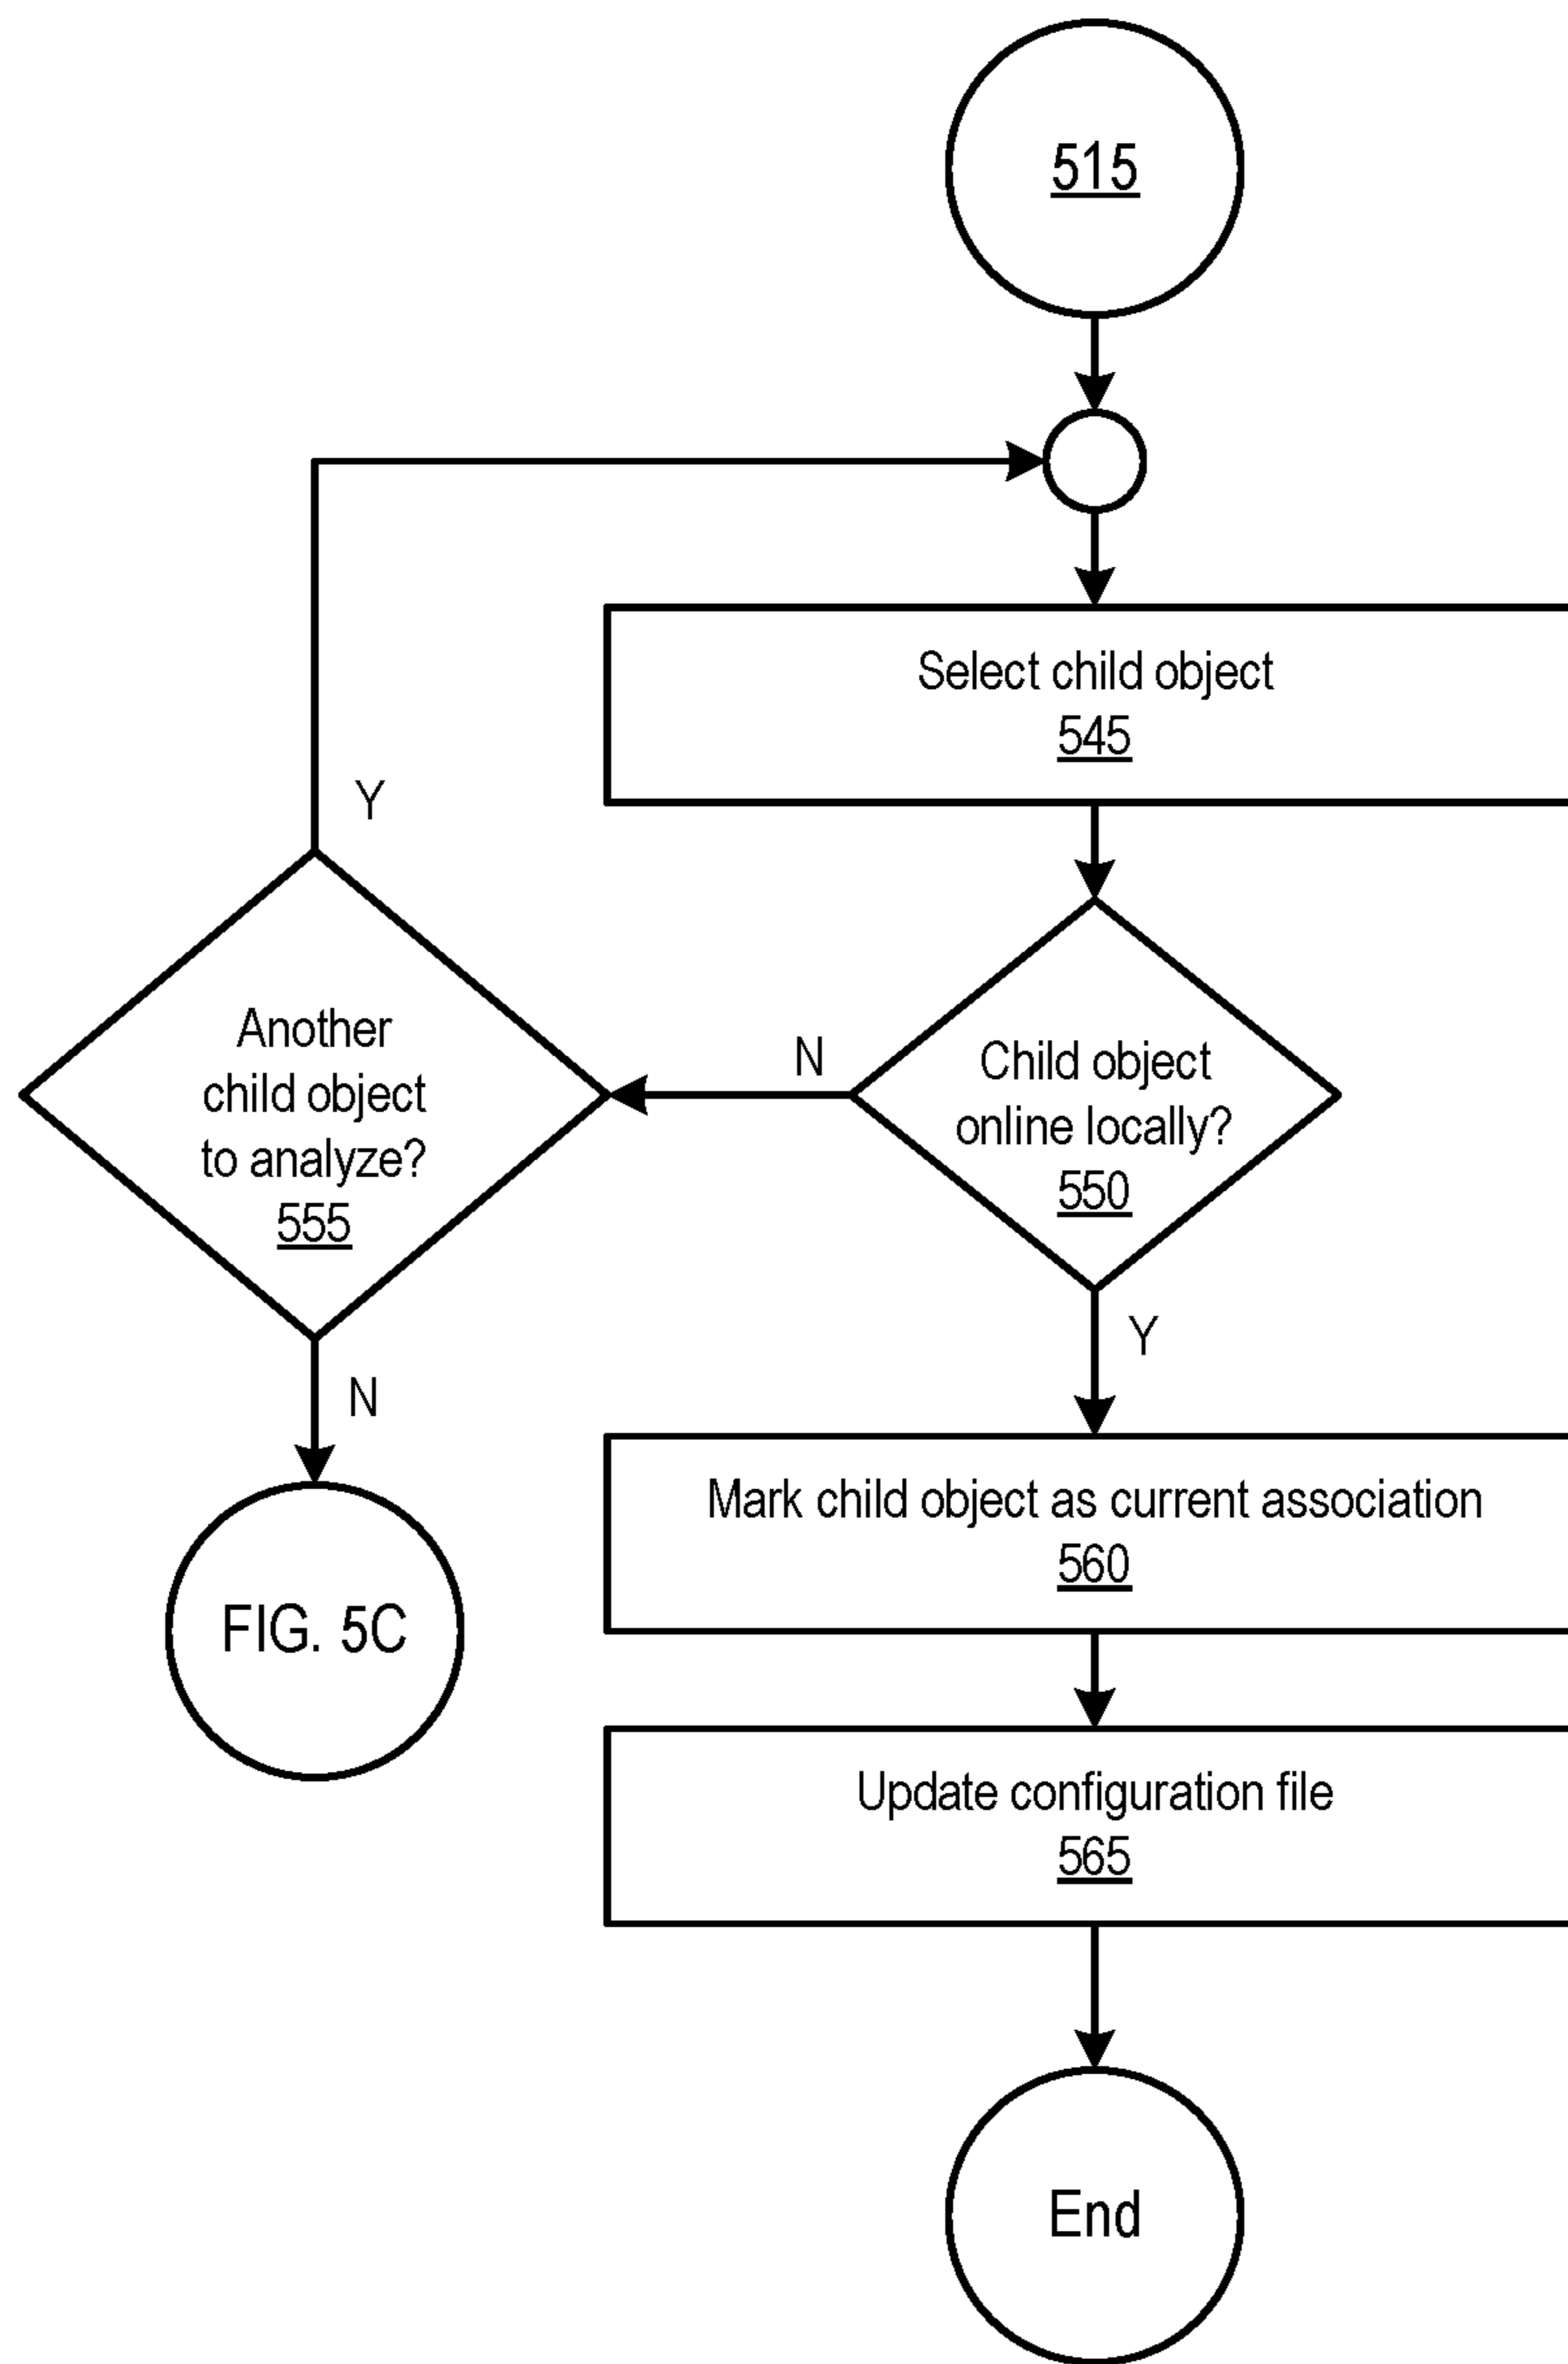 515
Select child object
545
Y
Another
child object
to analyze?
555
N
Child object
online locally?
550
Y
N
Mark child object as current association
560
FIG. 5C
Update configuration file
565
End